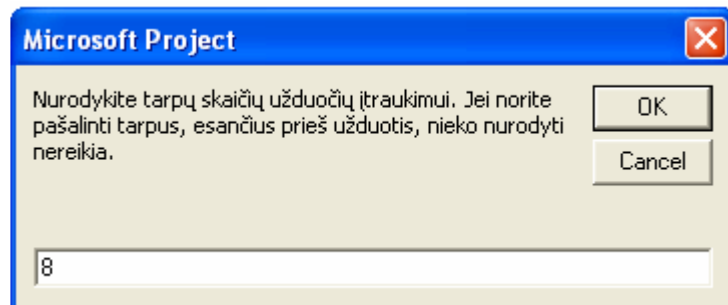 Microsoft Project
Nurodykite tarpų skaičių užduočių įtraukimui. Jei norite
pašalinti tarpus, esančius prieš užduotis, nieko nurodyti
nereikia.
OK
Cancel
8